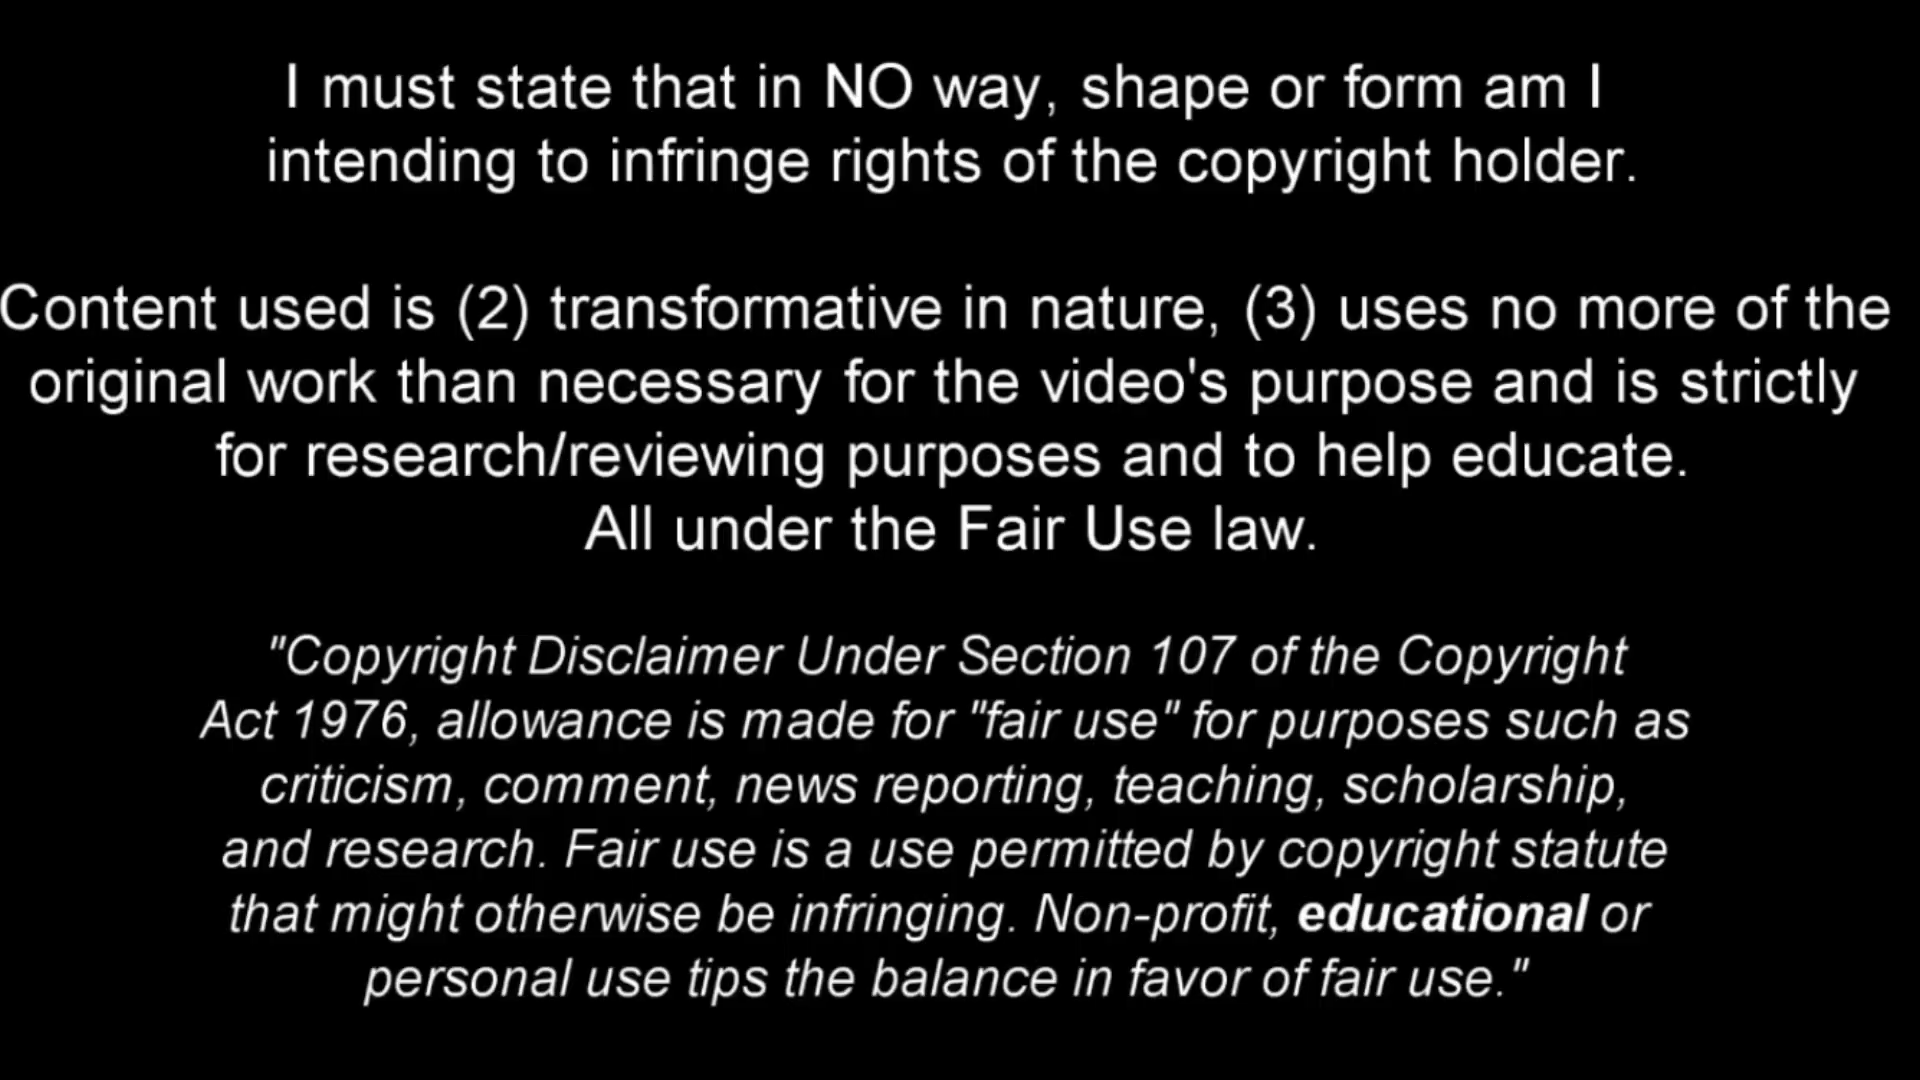 I must state that in NO way, shape or form am I
intending to infringe rights of the copyright holder.
Content used is (2) transformative in nature, (3) uses no more of the
original work than necessary for the video's purpose and is strictly
for research/reviewing purposes and to help educate.
All under the Fair Use law.
"Copyright Disclaimer Under Section 107 of the Copyright
Act 1976, allowance is made for "fair use" for purposes such as
criticism, comment, news reporting, teaching, scholarship,
and research. Fair use is a use permitted by copyright statute
that might otherwise be infringing. Non-profit, educational or
personal use tips the balance in favor of fair use."